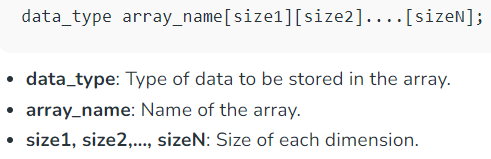 data_type array_name[size1][size2]....[sizeN];
• data_type: Type of data to be stored in the array.
• array_name: Name of the array.
• size1, size2,..., sizeN: Size of each dimension.